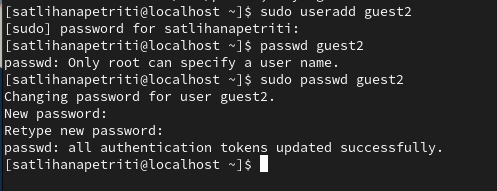 [satlihanapetriti@localhost ~]$ sudo useradd guest2
[sudo] password for satlihanapetriti:
[satlihanapetriti@localhost ~]$ passwd guest2
passwd: Only root can specify a user name.
[satlihanapetriti@localhost ~]$ sudo passwd guest2
Changing password for user guest2.
New password:
Retype new password:
passwd: all authentication tokens updated successfully.
[satlihanapetriti@localhost ~]$